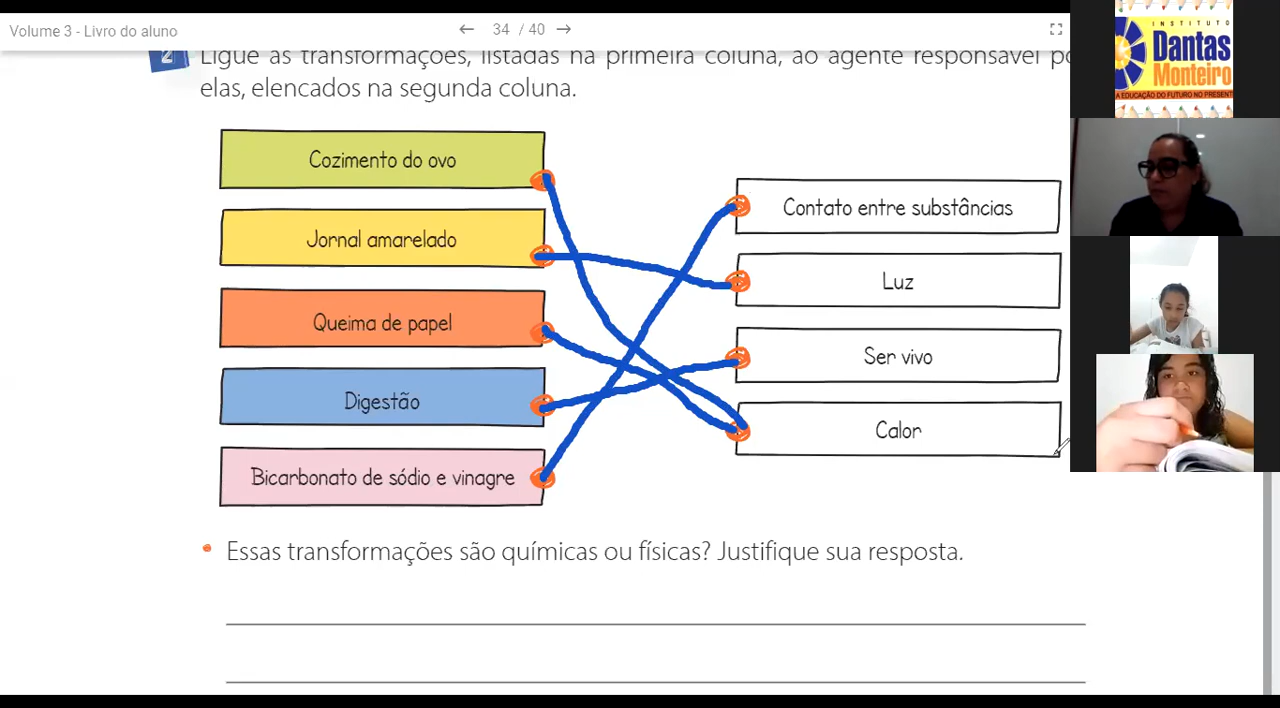 Volume 3 - Livro do aluno
34 / 40
2 Ligue as transformações, listadas na primeira coluna, ao agente responsável
elas, elencados na segunda coluna.
Cozimento do ovo
Jornal amarelado
Queima de papel
Digestão
Bicarbonato de sódio e vinagre
Contato entre substâncias
Luz
Ser vivo
Calor
Essas transformações são químicas ou físicas? Justifique sua resposta.
INSTITUTO
Dantas
Monteiro
A EDUCAÇÃO DO FUTURO NO PRESENT